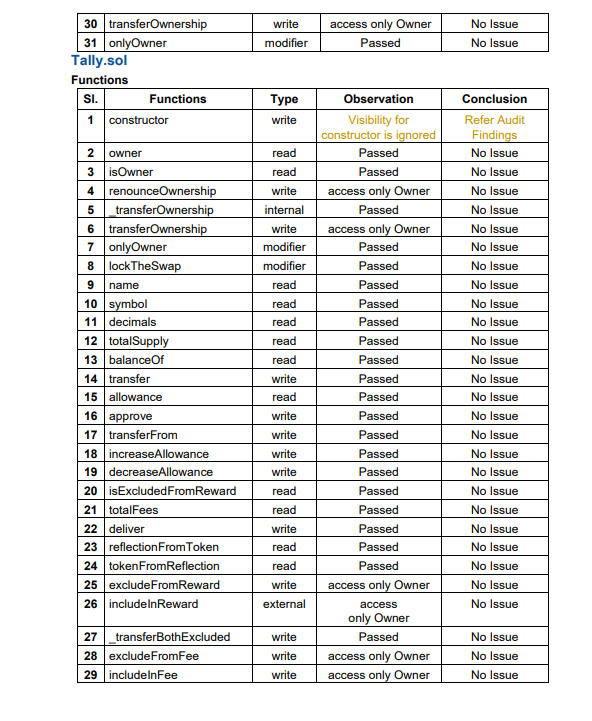 30 transferOwnership write access only Owner No Issue
31 onlyOwner modifier Passed No Issue
Tally.sol
Functions
Sl. Functions Type Observation Conclusion
1 constructor write Visibility for constructor is ignored Refer Audit Findings
2 owner read Passed No Issue
3 isOwner read Passed No Issue
4 renounceOwnership write access only Owner No Issue
5 _transferOwnership internal Passed No Issue
6 transferOwnership write access only Owner No Issue
7 onlyOwner modifier Passed No Issue
8 lockTheSwap modifier Passed No Issue
9 name read Passed No Issue
10 symbol read Passed No Issue
11 decimals read Passed No Issue
12 totalSupply read Passed No Issue
13 balanceOf read Passed No Issue
14 transfer write Passed No Issue
15 allowance read Passed No Issue
16 approve write Passed No Issue
17 transferFrom write Passed No Issue
18 increaseAllowance write Passed No Issue
19 decreaseAllowance write Passed No Issue
20 isExcludedFromReward read Passed No Issue
21 totalFees read Passed No Issue
22 deliver write Passed No Issue
23 reflectionFromToken read Passed No Issue
24 tokenFromReflection read Passed No Issue
25 excludeFromReward write access only Owner No Issue
26 includeInReward external access only Owner No Issue
27 _transferBothExcluded write Passed No Issue
28 excludeFromFee write access only Owner No Issue
29 includeInFee write access only Owner No Issue